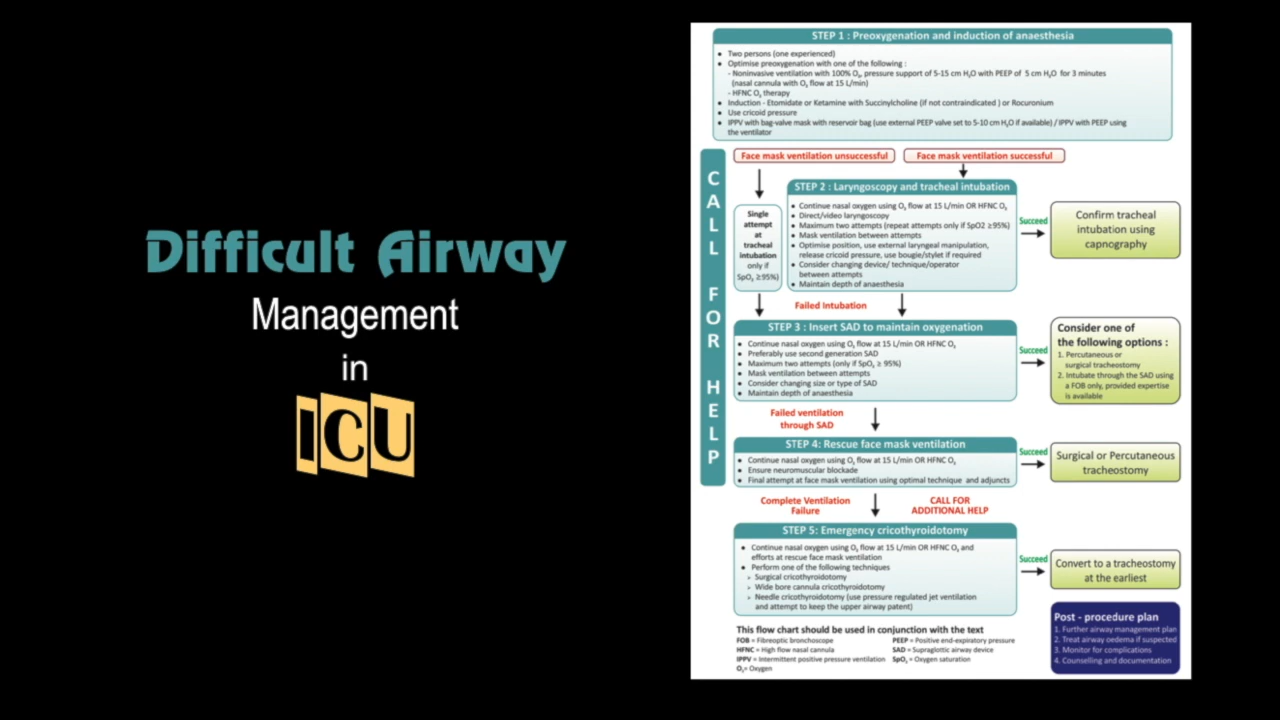 Difficult Airway
Management
in
ICU
STEP 1 : Preoxygenation and induction of anaesthesia
• Two persons (one experienced)
• Optimise preoxygenation with one of the following :
- Noninvasive ventilation with 100% O₂, pressure support of 5-15 cm H₂O with PEEP of 5 cm H₂O for 3 minutes
(nasal cannula with O₂ flow at 15 L/min)
- HFNC O₂ therapy
• Induction - Etomidate or Ketamine with Succinylcholine (if not contraindicated ) or Rocuronium
• Use cricoid pressure
• IPPV with bag-valve mask with reservoir bag (use external PEEP valve set to 5-10 cm H₂O if available) / IPPV with PEEP using
the ventilator
CALL FOR HELP
Face mask ventilation unsuccessful
Face mask ventilation successful
Single
attempt
at
tracheal
intubation
only if
SpO₂ ≥95%)
STEP 2 : Laryngoscopy and tracheal intubation
• Continue nasal oxygen using O₂ flow at 15 L/min OR HFNC O₂
• Direct/video laryngoscopy
• Maximum two attempts (repeat attempts only if SpO2 ≥95%)
• Mask ventilation between attempts
• Optimise position, use external laryngeal manipulation,
release cricoid pressure, use bougie/stylet if required
• Consider changing device/ technique/operator
between attempts
• Maintain depth of anaesthesia
Succeed
Confirm tracheal
intubation using
capnography
Failed Intubation
STEP 3 : Insert SAD to maintain oxygenation
• Continue nasal oxygen using O₂ flow at 15 L/min OR HFNC O₂
• Preferably use second generation SAD
• Maximum two attempts (only if SpO₂ ≥ 95%)
• Mask ventilation between attempts
• Consider changing size or type of SAD
• Maintain depth of anaesthesia
Succeed
Consider one of
the following options :
1. Percutaneous or
surgical tracheostomy
2. Intubate through the SAD using
a FOB only, provided expertise
is available
Failed ventilation
through SAD
STEP 4: Rescue face mask ventilation
• Continue nasal oxygen using O₂ flow at 15 L/min OR HFNC O₂
• Ensure neuromuscular blockade
• Final attempt at face mask ventilation using optimal technique and adjuncts
Succeed
Surgical or Percutaneous
tracheostomy
Complete Ventilation
Failure
CALL FOR
ADDITIONAL HELP
STEP 5: Emergency cricothyroidotomy
• Continue nasal oxygen using O₂ flow at 15 L/min OR HFNC O₂ and
efforts at rescue face mask ventilation
• Perform one of the following techniques
➢ Surgical cricothyroidotomy
➢ Wide bore cannula cricothyroidotomy
➢ Needle cricothyroidotomy (use pressure regulated jet ventilation
and attempt to keep the upper airway patent)
Succeed
Convert to a tracheostomy
at the earliest
Post - procedure plan
1. Further airway management plan
2. Treat airway oedema if suspected
3. Monitor for complications
4. Counselling and documentation
This flow chart should be used in conjunction with the text
FOB = Fibreoptic bronchoscope
HFNC = High flow nasal cannula
IPPV = Intermittent positive pressure ventilation
O₂= Oxygen
PEEP = Positive end-expiratory pressure
SAD = Supraglottic airway device
SpO₂ = Oxygen saturation